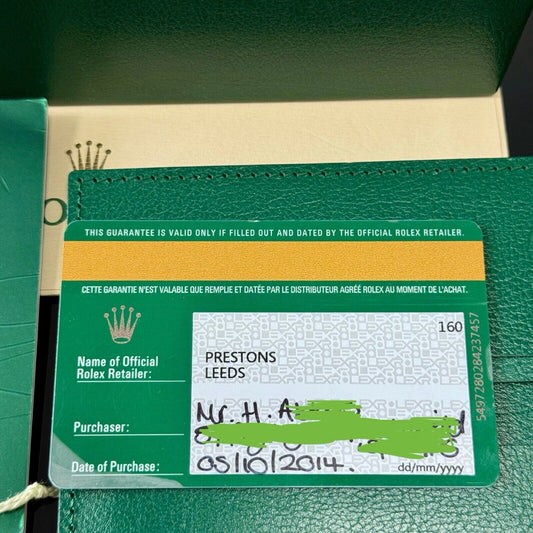 THIS GUARANTEE IS VALID ONLY IF FILLED OUT AND DATED BY THE OFFICIAL ROLEX RETAILER.
CETTE GARANTIE N'EST VALABLE QUE REMPLIE ET DATÉE PAR LE DISTRIBUTEUR AGRÉÉ ROLEX AU MOMENT DE L'ACHAT.
160
Name of Official
Rolex Retailer:
PRESTONS
LEEDS
5497280284237457
Purchaser:
Mr. H. A
Date of Purchase:
05/10/2014.
dd/mm/yyyy